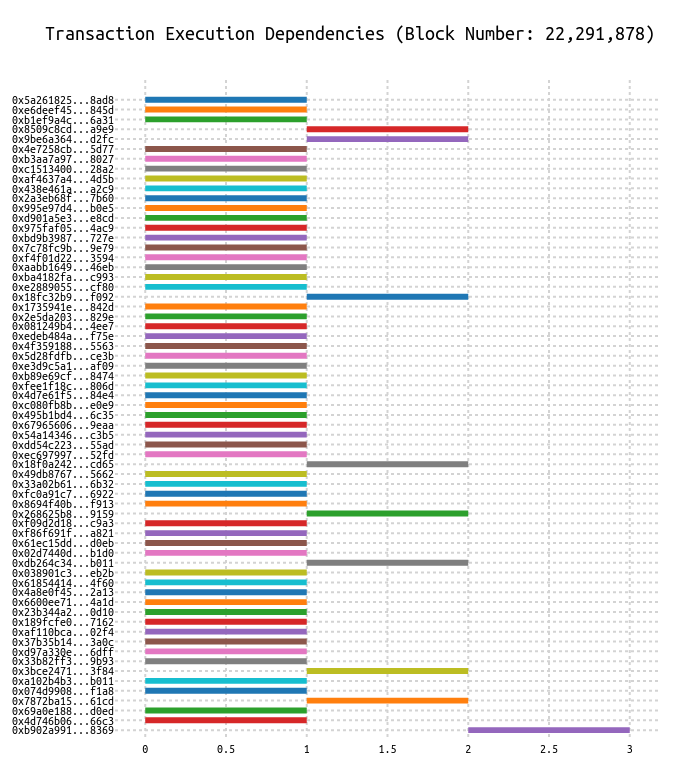 Transaction Execution Dependencies (Block Number: 22,291,878)
0x5a261825...8ad8
0xe6deef45...845d
0xb1ef9a4c...6a31
0x8509c8cd...a9e9
0x9be6a364...d2fc
0x4e7258cb...5d77
0xb3aa7a97...8027
0xc1513400...28a2
0xaf4637a4...4d5b
0x438e461a...a2c9
0x2a3eb68f...7b60
0x995e97d4...b0e5
0xd901a5e3...e8cd
0x975faf05...4ac9
0xbd9b3987...727e
0x7c78fc9b...9e79
0xf4f01d22...3594
0xaabb1649...46eb
0xba4182fa...c993
0xe2889055...cf80
0x18fc32b9...f092
0x1735941e...842d
0x2e5da203...829e
0x081249b4...4ee7
0xedeb484a...f75e
0x4f359188...5563
0x5d28fdfb...ce3b
0xe3d9c5a1...af09
0xb89e69cf...8474
0xfee1f18c...806d
0x4d7e61f5...84e4
0xc080fb8b...e0e9
0x495b1bd4...6c35
0x67965606...9eaa
0x54a14346...c3b5
0xdd54c223...55ad
0xec697997...52fd
0x18f0a242...cd65
0x49db8767...5662
0x33a02b61...6b32
0xfc0a91c7...6922
0x8694f40b...f913
0x268625b8...9159
0xf09d2d18...c9a3
0xf86f691f...a821
0x61ec15dd...d0eb
0x02d7440d...b1d0
0xdb264c34...b011
0x038901c3...eb2b
0x61854414...4f60
0x4a8e0f45...2a13
0x6600ee71...4a1d
0x23b344a2...0d10
0x189fcfe0...7162
0xaf110bca...02f4
0x37b35b14...3a0c
0xd97a330e...6dff
0x33b82ff3...9b93
0x3bce2471...3f84
0xa102b4b3...b011
0x074d9908...f1a8
0x7872ba15...61cd
0x69a0e188...d0ed
0x4d746b06...66c3
0xb902a991...8369
0 0.5 1 1.5 2 2.5 3